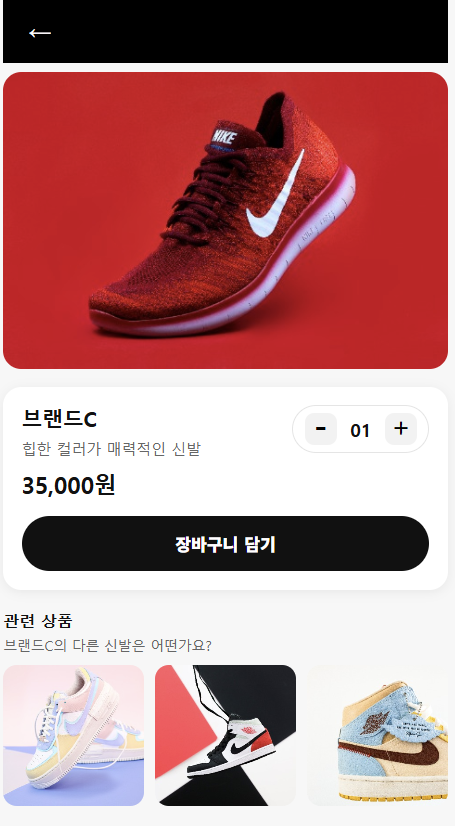 ←
NIKE
브랜드C
힙한 컬러가 매력적인 신발
- 01 +
35,000원
장바구니 담기
관련 상품
브랜드C의 다른 신발은 어떤가요?